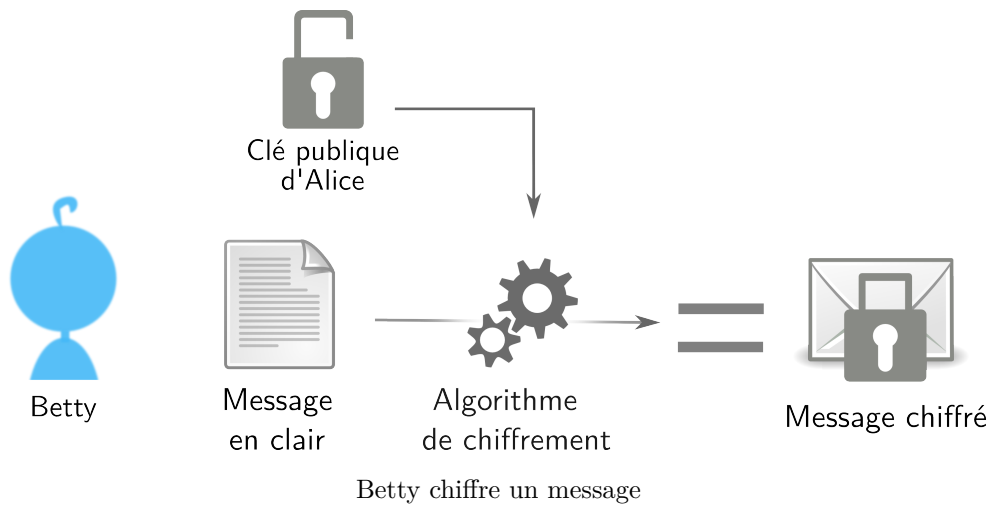 Clé publique
d'Alice
Betty
Message
en clair
Algorithme
de chiffrement
Message chiffré
Betty chiffre un message